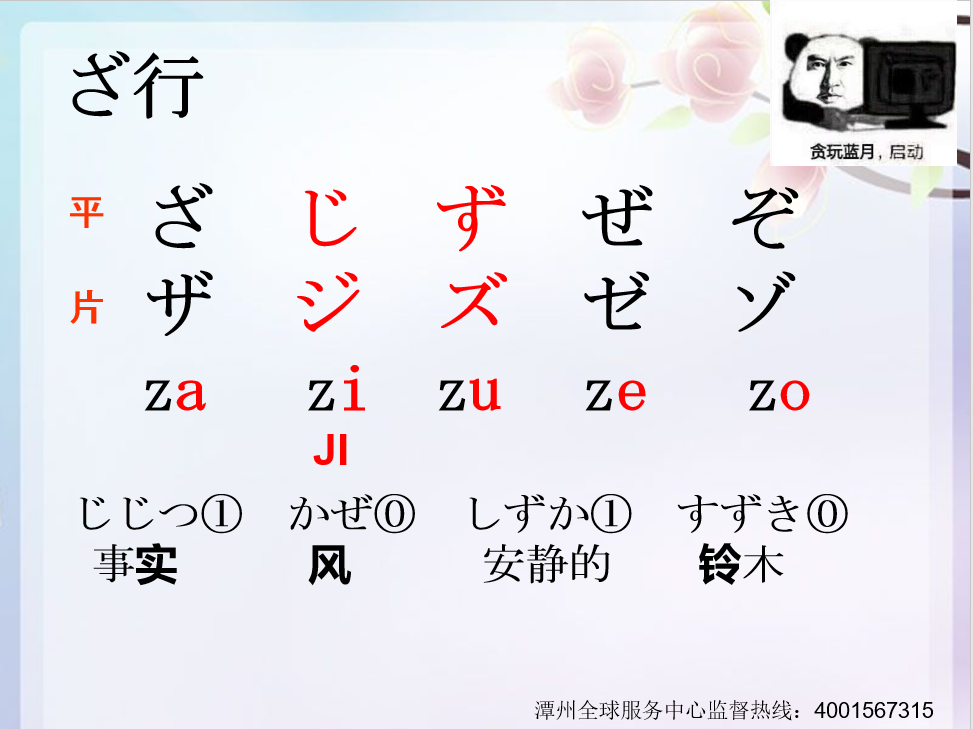 ざ行
贪玩蓝月，启动
平 ざ じ ず ぜ ぞ
片 ザ ジ ズ ゼ ゾ
za zi zu ze zo
JI
じじつ① かぜ⓪ しずか① すずき⓪
事实 风 安静的 铃木
潭州全球服务中心监督热线：4001567315